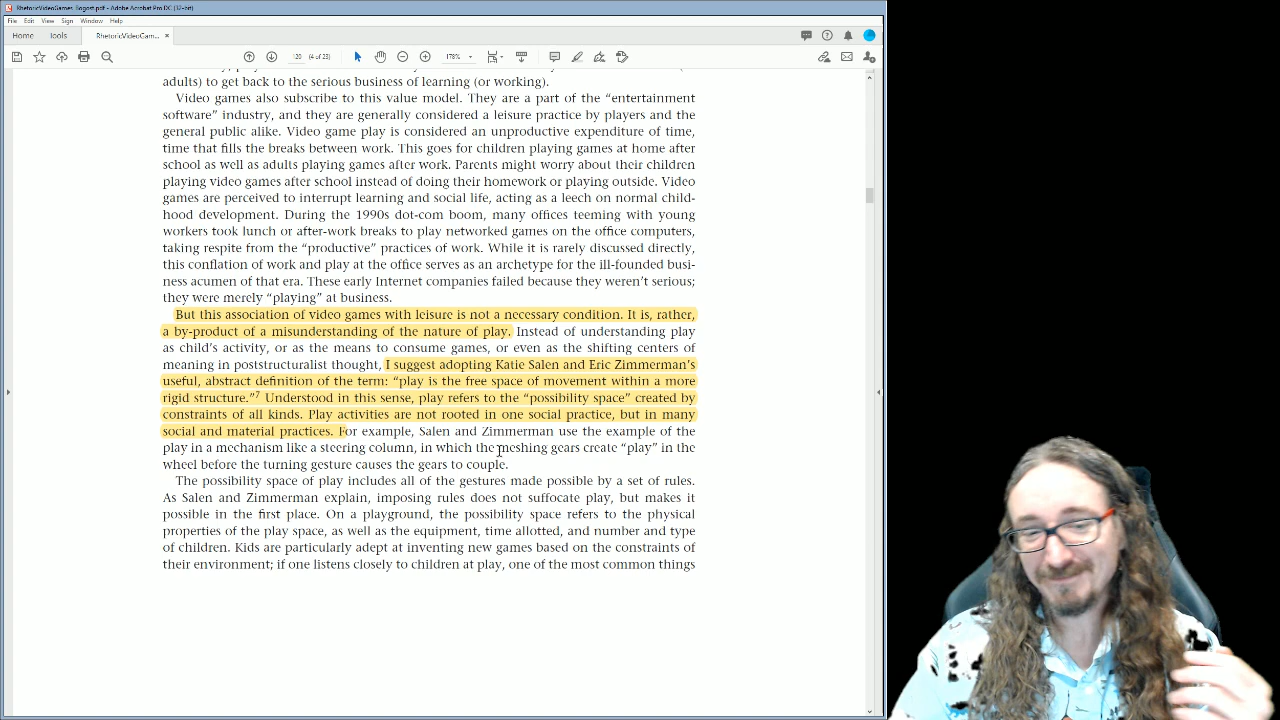 RhetoricVideoGames_Bogost.pdf - Adobe Acrobat Pro DC (32-bit)
File Edit View Sign Window Help
Home Tools RhetoricVideoGam... ×
120 (4 of 23) 178%
adults) to get back to the serious business of learning (or working).
Video games also subscribe to this value model. They are a part of the “entertainment
software” industry, and they are generally considered a leisure practice by players and the
general public alike. Video game play is considered an unproductive expenditure of time,
time that fills the breaks between work. This goes for children playing games at home after
school as well as adults playing games after work. Parents might worry about their children
playing video games after school instead of doing their homework or playing outside. Video
games are perceived to interrupt learning and social life, acting as a leech on normal child-
hood development. During the 1990s dot-com boom, many offices teeming with young
workers took lunch or after-work breaks to play networked games on the office computers,
taking respite from the “productive” practices of work. While it is rarely discussed directly,
this conflation of work and play at the office serves as an archetype for the ill-founded busi-
ness acumen of that era. These early Internet companies failed because they weren’t serious;
they were merely “playing” at business.
But this association of video games with leisure is not a necessary condition. It is, rather,
a by-product of a misunderstanding of the nature of play. Instead of understanding play
as child’s activity, or as the means to consume games, or even as the shifting centers of
meaning in poststructuralist thought, I suggest adopting Katie Salen and Eric Zimmerman’s
useful, abstract definition of the term: “play is the free space of movement within a more
rigid structure.”7 Understood in this sense, play refers to the “possibility space” created by
constraints of all kinds. Play activities are not rooted in one social practice, but in many
social and material practices. For example, Salen and Zimmerman use the example of the
play in a mechanism like a steering column, in which the meshing gears create “play” in the
wheel before the turning gesture causes the gears to couple.
The possibility space of play includes all of the gestures made possible by a set of rules.
As Salen and Zimmerman explain, imposing rules does not suffocate play, but makes it
possible in the first place. On a playground, the possibility space refers to the physical
properties of the play space, as well as the equipment, time allotted, and number and type
of children. Kids are particularly adept at inventing new games based on the constraints of
their environment; if one listens closely to children at play, one of the most common things